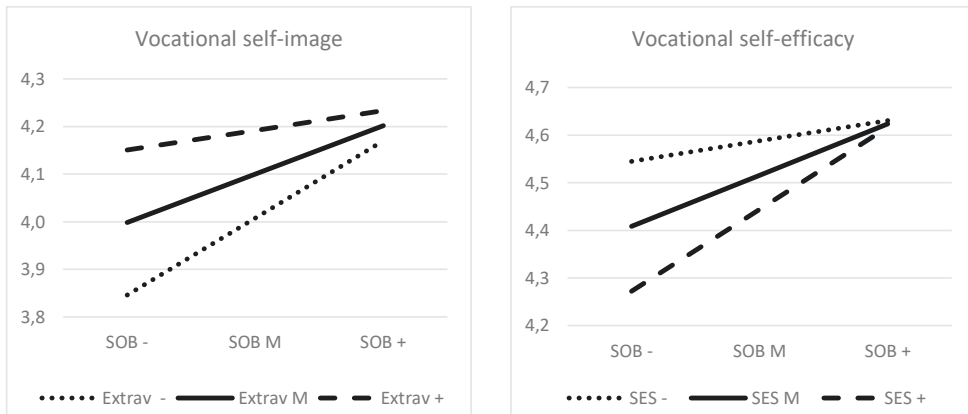 Vocational self-image
4,3
4,2
4,1
4,0
3,9
3,8
SOB -
SOB M
SOB +
Extrav -
Extrav M
Extrav +
Vocational self-efficacy
4,7
4,6
4,5
4,4
4,3
4,2
SOB -
SOB M
SOB +
SES -
SES M
SES +